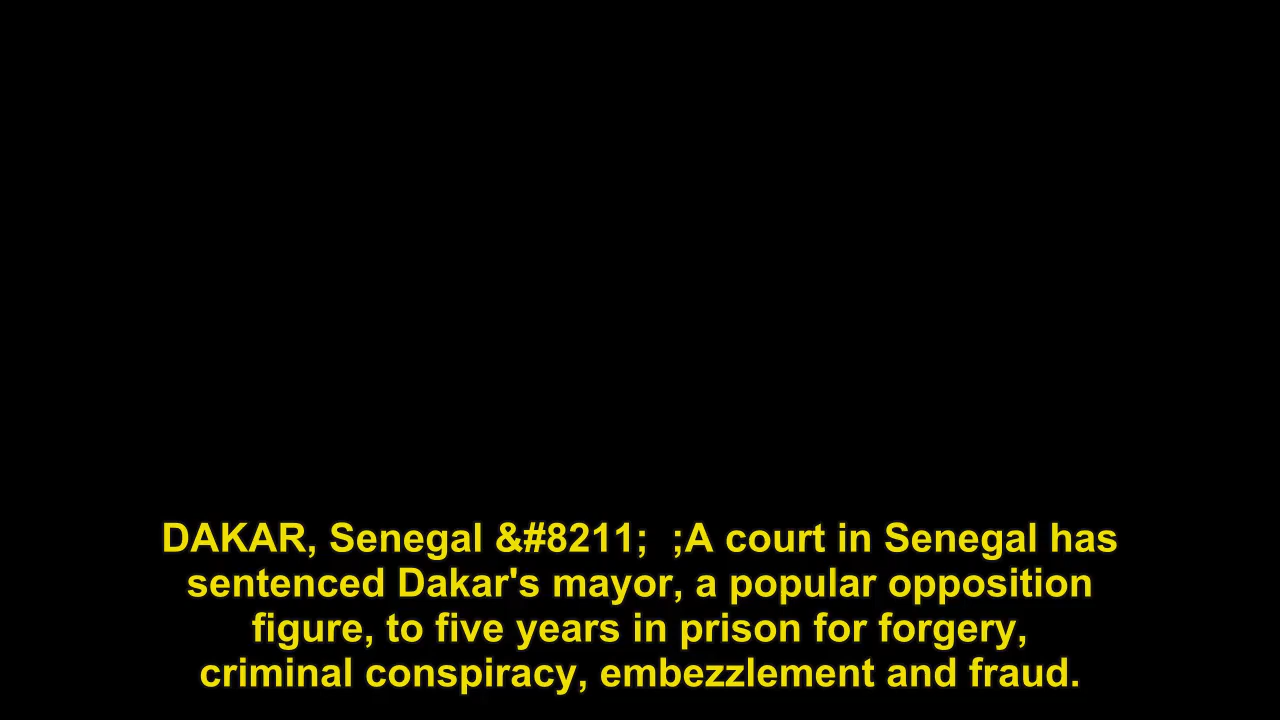 DAKAR, Senegal &#8211;  ;A court in Senegal has
sentenced Dakar's mayor, a popular opposition
figure, to five years in prison for forgery,
criminal conspiracy, embezzlement and fraud.